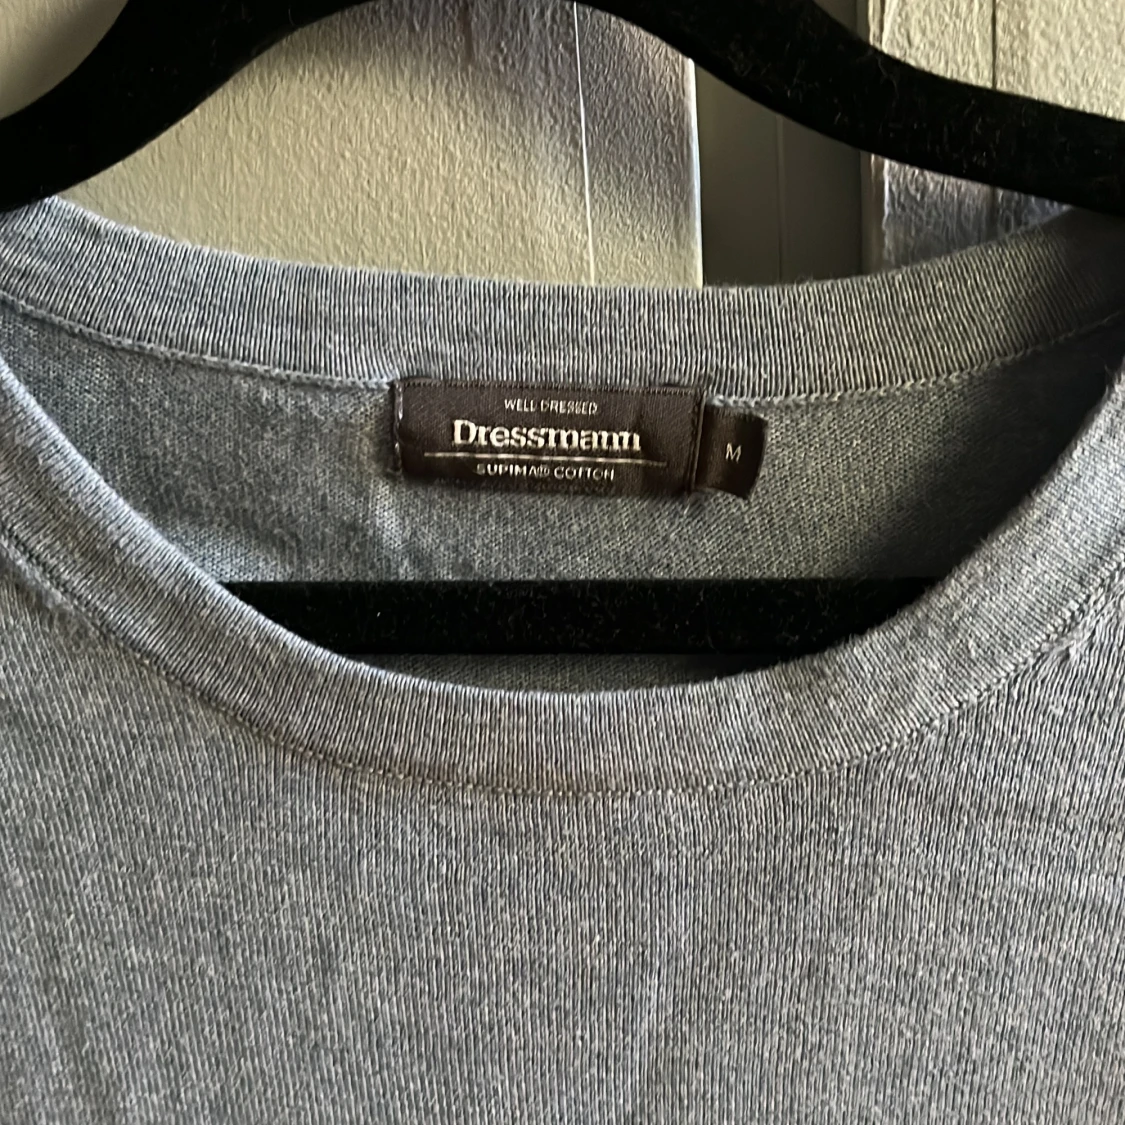 WELL DRESSED
Dressmann
SUPIMA® COTTON
M